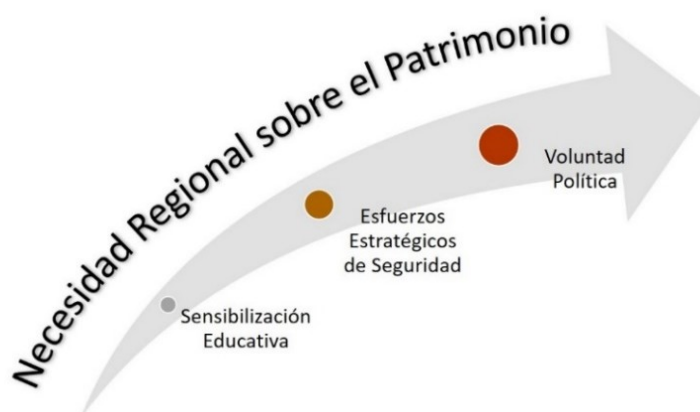 Necesidad Regional sobre el Patrimonio
Voluntad
Política
Esfuerzos
Estratégicos
de Seguridad
Sensibilización
Educativa